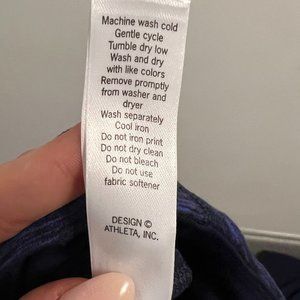 Machine wash cold
Gentle cycle
Tumble dry low
Wash and dry
with like colors
Remove promptly
from washer and
dryer
Wash separately
Cool iron
Do not iron print
Do not dry clean
Do not bleach
Do not use
fabric softener
DESIGN ©
ATHLETA, INC.